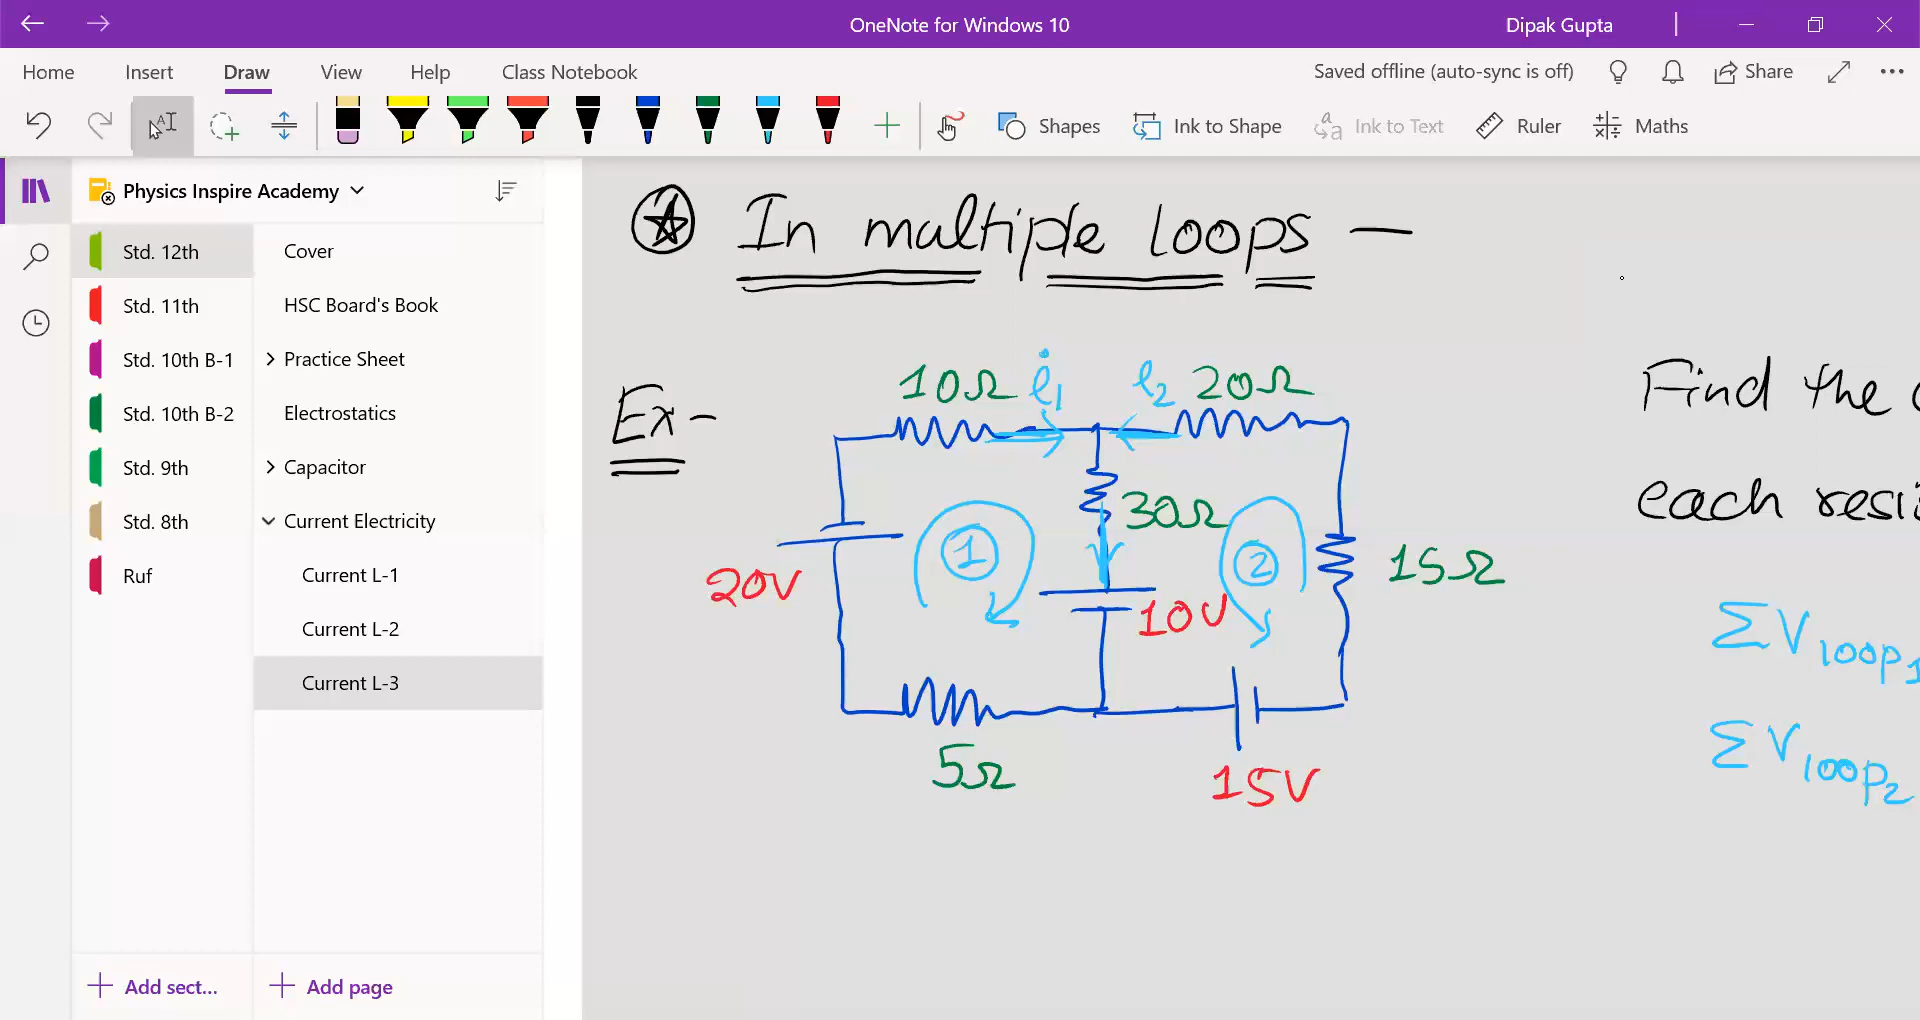 OneNote for Windows 10
Dipak Gupta
Home Insert Draw View Help Class Notebook
Saved offline (auto-sync is off)
Share
Shapes
Ink to Shape
Ink to Text
Ruler
Maths
Physics Inspire Academy
Std. 12th
Std. 11th
Std. 10th B-1
Std. 10th B-2
Std. 9th
Std. 8th
Ruf
Cover
HSC Board's Book
Practice Sheet
Electrostatics
Capacitor
Current Electricity
Current L-1
Current L-2
Current L-3
Add sect...
Add page
In multiple loops —
Ex-
10Ω i1 i2 20Ω
30Ω
1
2
15Ω
20V
10V
5Ω
15V
Find the
each resi
ΣV loop1
ΣV loop2